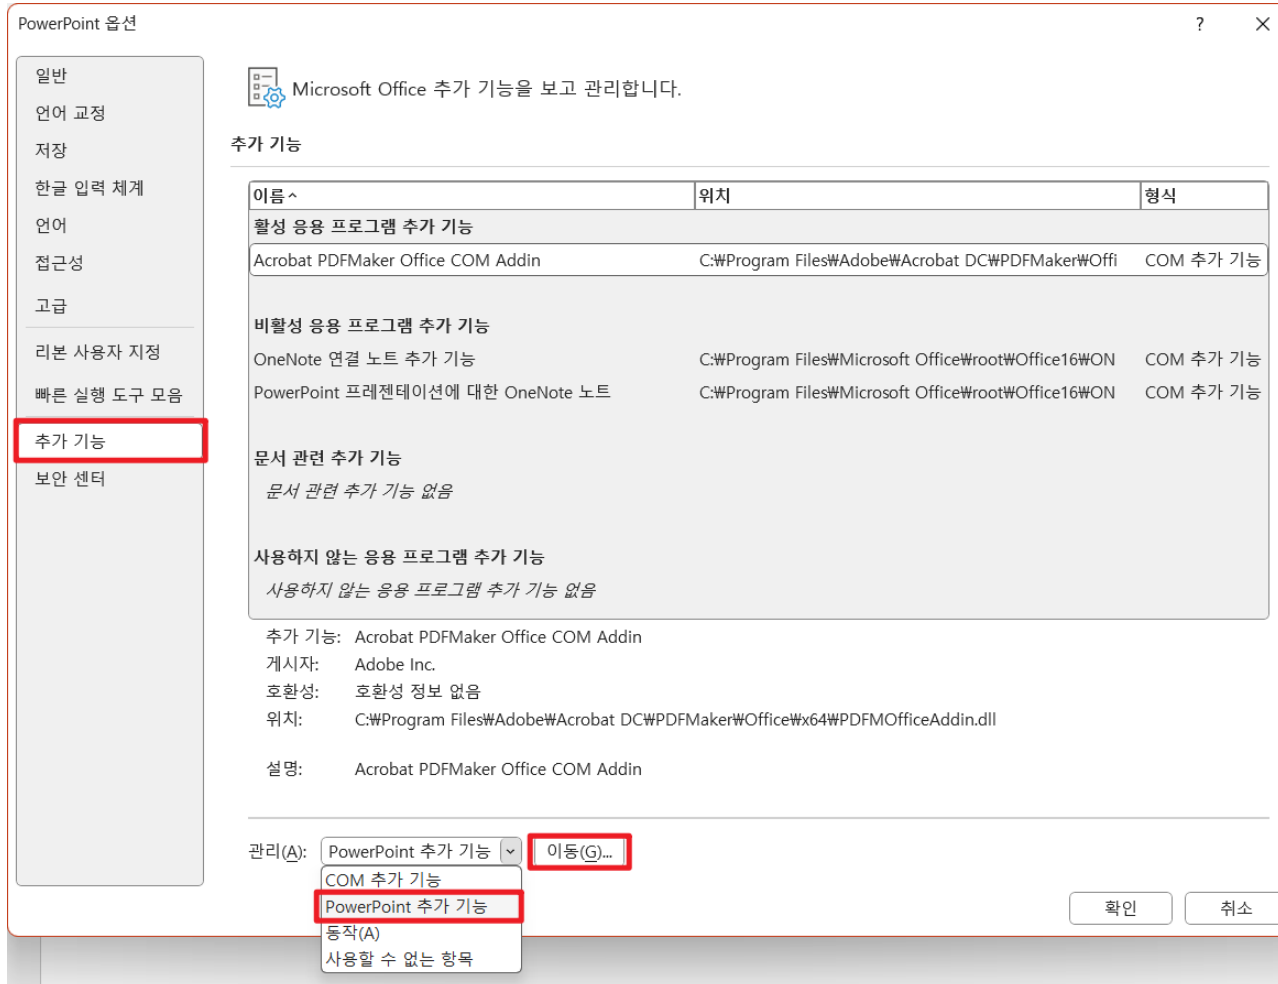 PowerPoint 옵션
?
일반
언어 교정
저장
한글 입력 체계
언어
접근성
고급
리본 사용자 지정
빠른 실행 도구 모음
추가 기능
보안 센터
Microsoft Office 추가 기능을 보고 관리합니다.
추가 기능
이름 위치 형식
활성 응용 프로그램 추가 기능
Acrobat PDFMaker Office COM Addin C:₩Program Files₩Adobe₩Acrobat DC₩PDFMaker₩Offi COM 추가 기능
비활성 응용 프로그램 추가 기능
OneNote 연결 노트 추가 기능 C:₩Program Files₩Microsoft Office₩root₩Office16₩ON COM 추가 기능
PowerPoint 프레젠테이션에 대한 OneNote 노트 C:₩Program Files₩Microsoft Office₩root₩Office16₩ON COM 추가 기능
문서 관련 추가 기능
문서 관련 추가 기능 없음
사용하지 않는 응용 프로그램 추가 기능
사용하지 않는 응용 프로그램 추가 기능 없음
추가 기능: Acrobat PDFMaker Office COM Addin
게시자: Adobe Inc.
호환성: 호환성 정보 없음
위치: C:₩Program Files₩Adobe₩Acrobat DC₩PDFMaker₩Office₩x64₩PDFMOfficeAddin.dll
설명: Acrobat PDFMaker Office COM Addin
관리(A): PowerPoint 추가 기능 이동(G)...
COM 추가 기능
PowerPoint 추가 기능
동작(A)
사용할 수 없는 항목
확인 취소